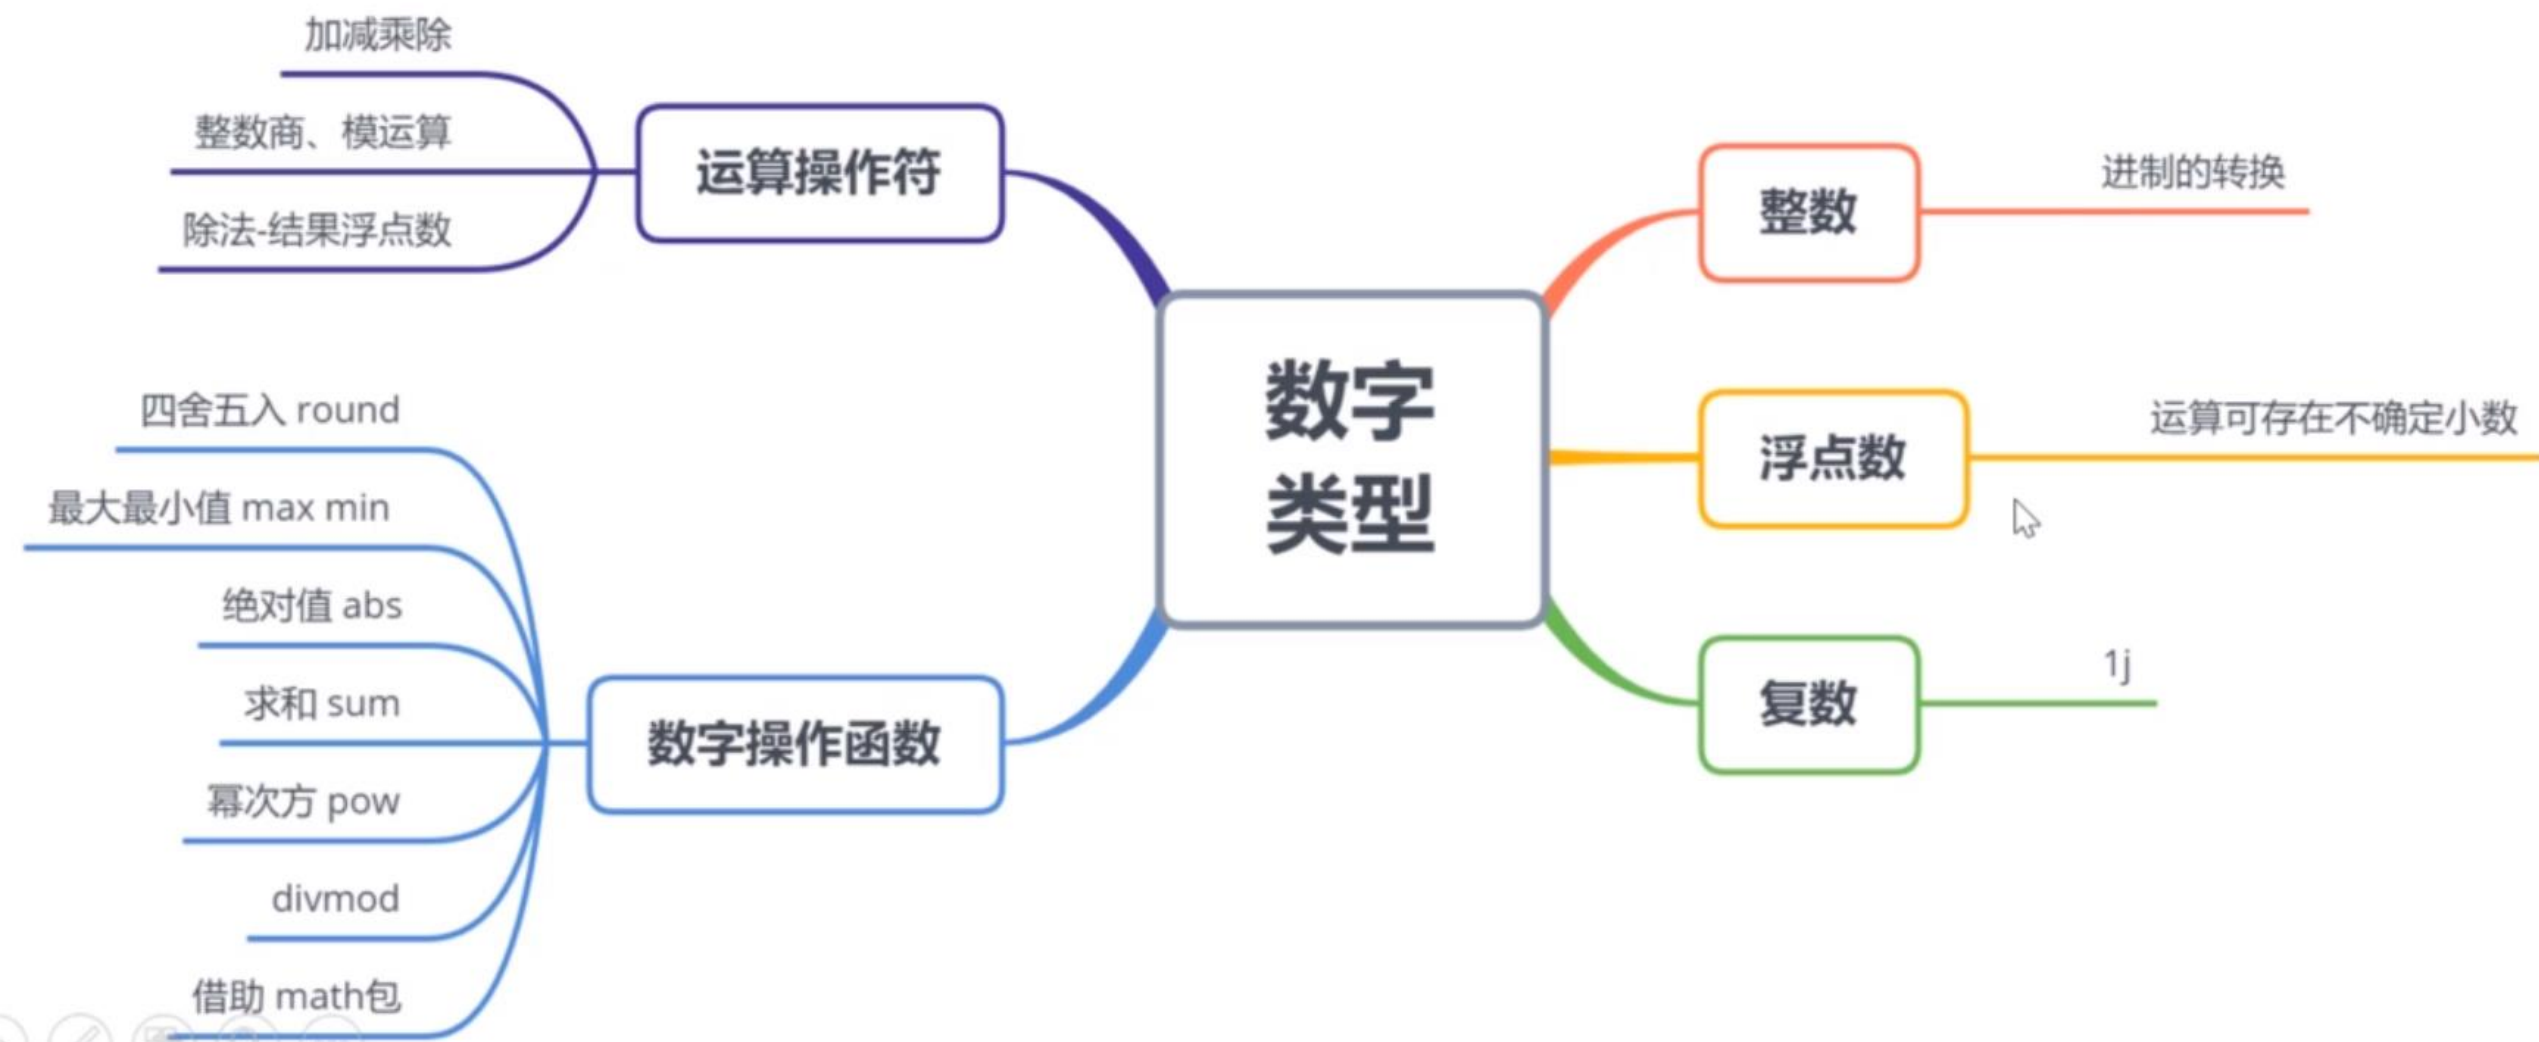 加减乘除
整数商、模运算
除法-结果浮点数
运算操作符
四舍五入 round
最大最小值 max min
绝对值 abs
求和 sum
幂次方 pow
divmod
借助 math包
数字操作函数
数字
类型
整数
进制的转换
浮点数
运算可存在不确定小数
复数
1j